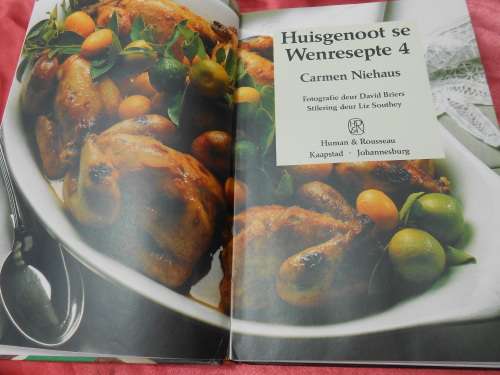 Huisgenoot se
Wenresepte 4
Carmen Niehaus
Fotografie deur David Briers
Stilering deur Liz Southey
Human & Rousseau
Kaapstad · Johannesburg